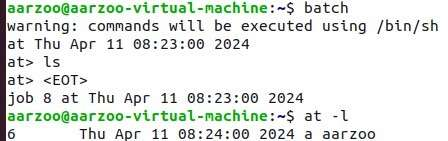 aarzoo@aarzoo-virtual-machine:~$ batch
warning: commands will be executed using /bin/sh
at Thu Apr 11 08:23:00 2024
at> ls
at> <EOT>
job 8 at Thu Apr 11 08:23:00 2024
aarzoo@aarzoo-virtual-machine:~$ at -l
6       Thu Apr 11 08:24:00 2024 a aarzoo